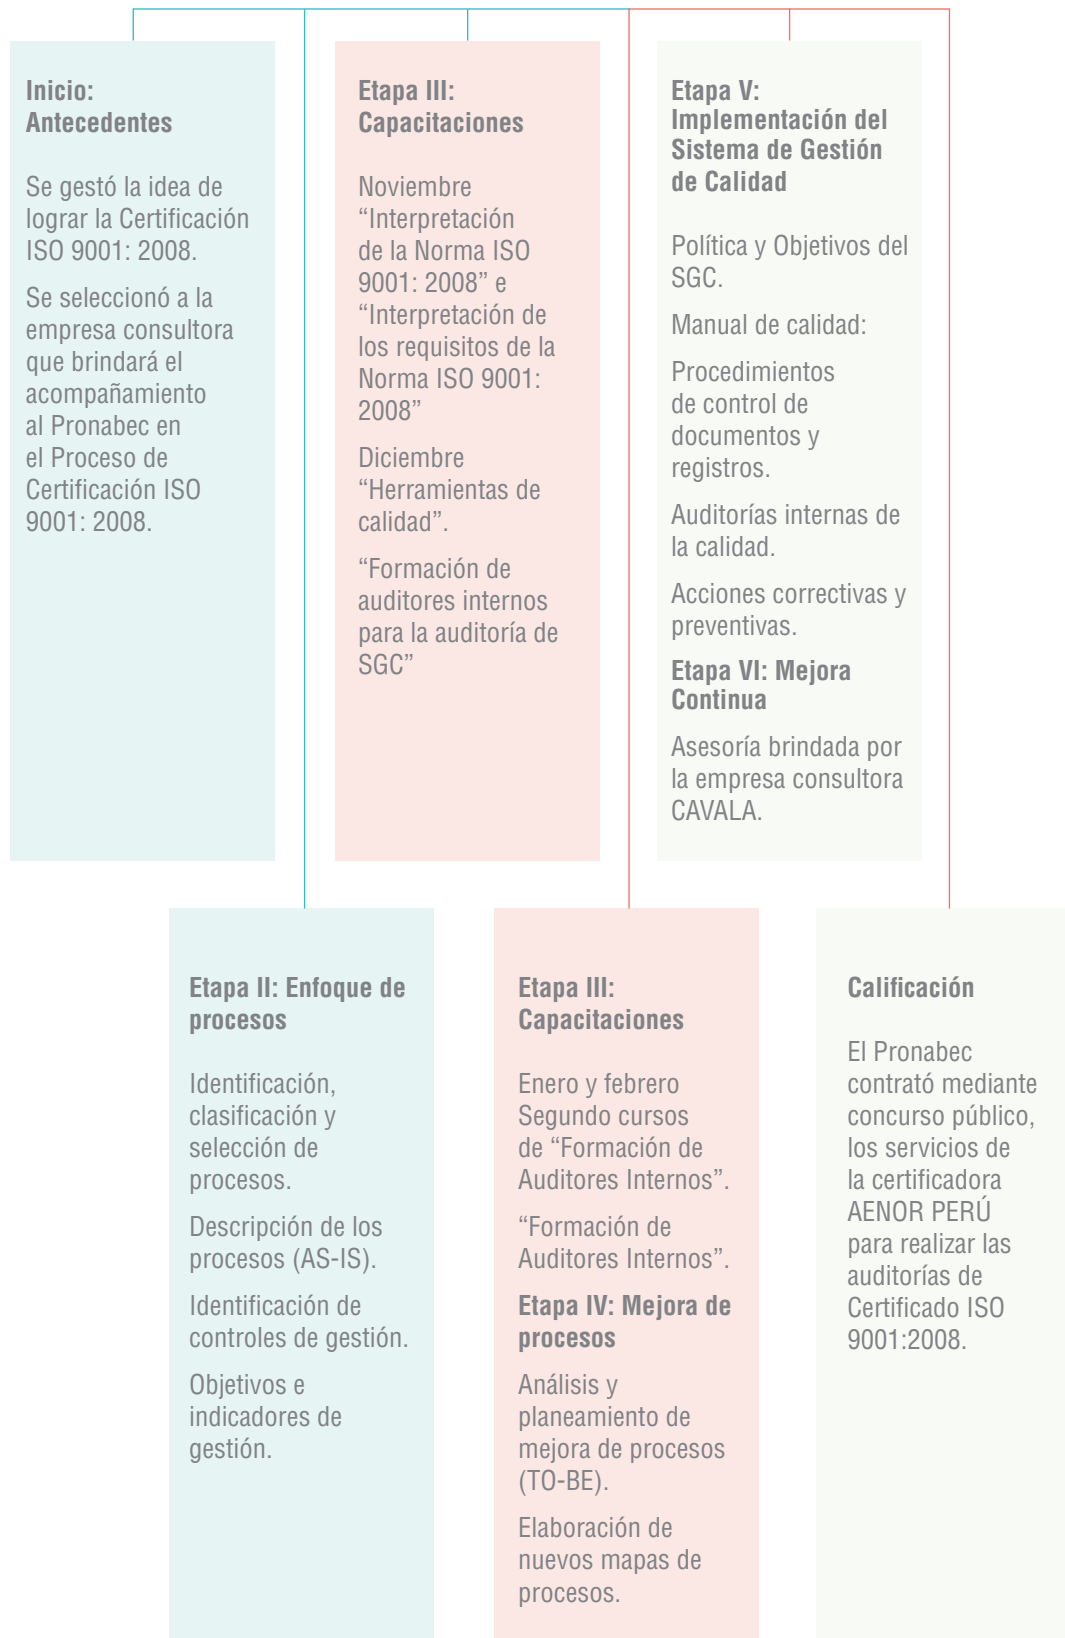 Inicio:
Antecedentes
Se gestó la idea de
lograr la Certificación
ISO 9001: 2008.
Se seleccionó a la
empresa consultora
que brindará el
acompañamiento
al Pronabec en
el Proceso de
Certificación ISO
9001: 2008.
Etapa II: Enfoque de
procesos
Identificación,
clasificación y
selección de
procesos.
Descripción de los
procesos (AS-IS).
Identificación de
controles de gestión.
Objetivos e
indicadores de
gestión.
Etapa III:
Capacitaciones
Noviembre
“Interpretación
de la Norma ISO
9001: 2008” e
“Interpretación de
los requisitos de la
Norma ISO 9001:
2008”
Diciembre
“Herramientas de
calidad”.
“Formación de
auditores internos
para la auditoría de
SGC”
Etapa III:
Capacitaciones
Enero y febrero
Segundo cursos
de “Formación de
Auditores Internos”.
“Formación de
Auditores Internos”.
Etapa IV: Mejora de
procesos
Análisis y
planeamiento de
mejora de procesos
(TO-BE).
Elaboración de
nuevos mapas de
procesos.
Etapa V:
Implementación del
Sistema de Gestión
de Calidad
Política y Objetivos del
SGC.
Manual de calidad:
Procedimientos
de control de
documentos y
registros.
Auditorías internas de
la calidad.
Acciones correctivas y
preventivas.
Etapa VI: Mejora
Continua
Asesoría brindada por
la empresa consultora
CAVALA.
Calificación
El Pronabec
contrató mediante
concurso público,
los servicios de
la certificadora
AENOR PERÚ
para realizar las
auditorías de
Certificado ISO
9001:2008.